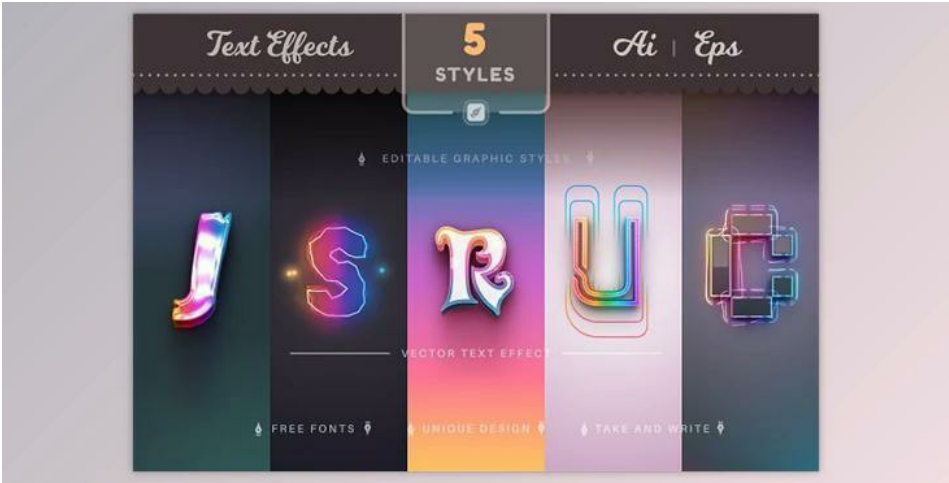 Text Effects
5
STYLES
Ai | Eps
EDITABLE GRAPHIC STYLES
J S R U C
VECTOR TEXT EFFECT
FREE FONTS
UNIQUE DESIGN
TAKE AND WRITE